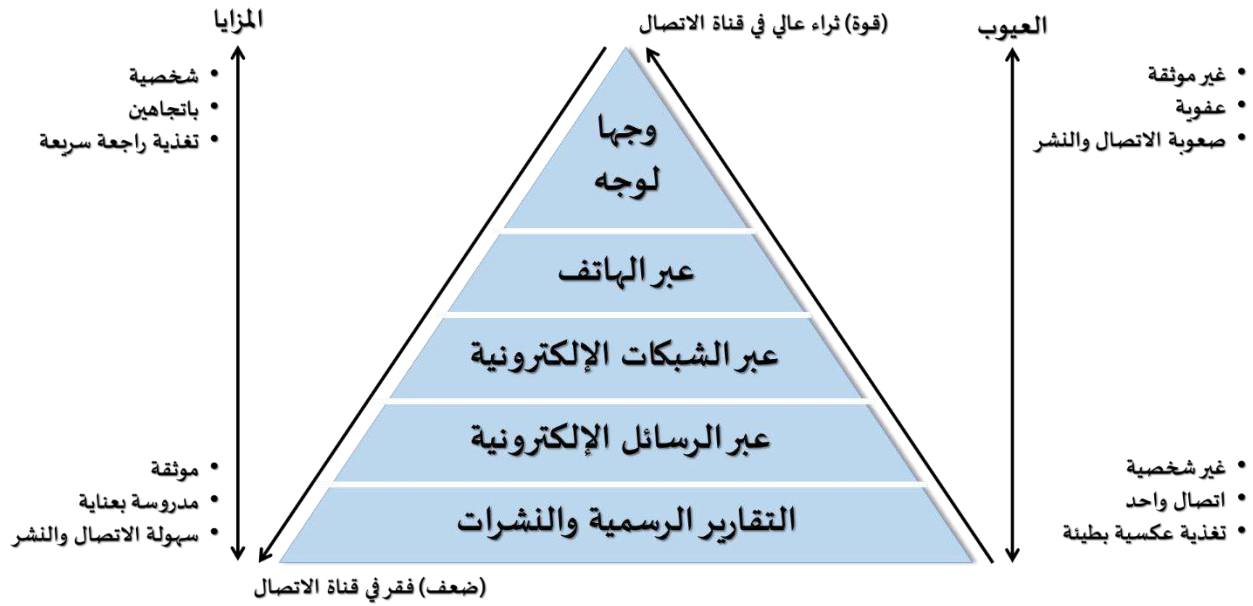 (قوة) ثراء عالي في قناة الاتصال
العيوب
• غير موثقة
• عفوية
• صعوبة الاتصال والنشر
• غير شخصية
• اتصال واحد
• تغذية عكسية بطيئة
وجها
لوجه
عبر الهاتف
عبر الشبكات الإلكترونية
عبر الرسائل الإلكترونية
التقارير الرسمية والنشرات
المزايا
• شخصية
• باتجاهين
• تغذية راجعة سريعة
• موثقة
• مدروسة بعناية
• سهولة الاتصال والنشر
(ضعف) فقر في قناة الاتصال